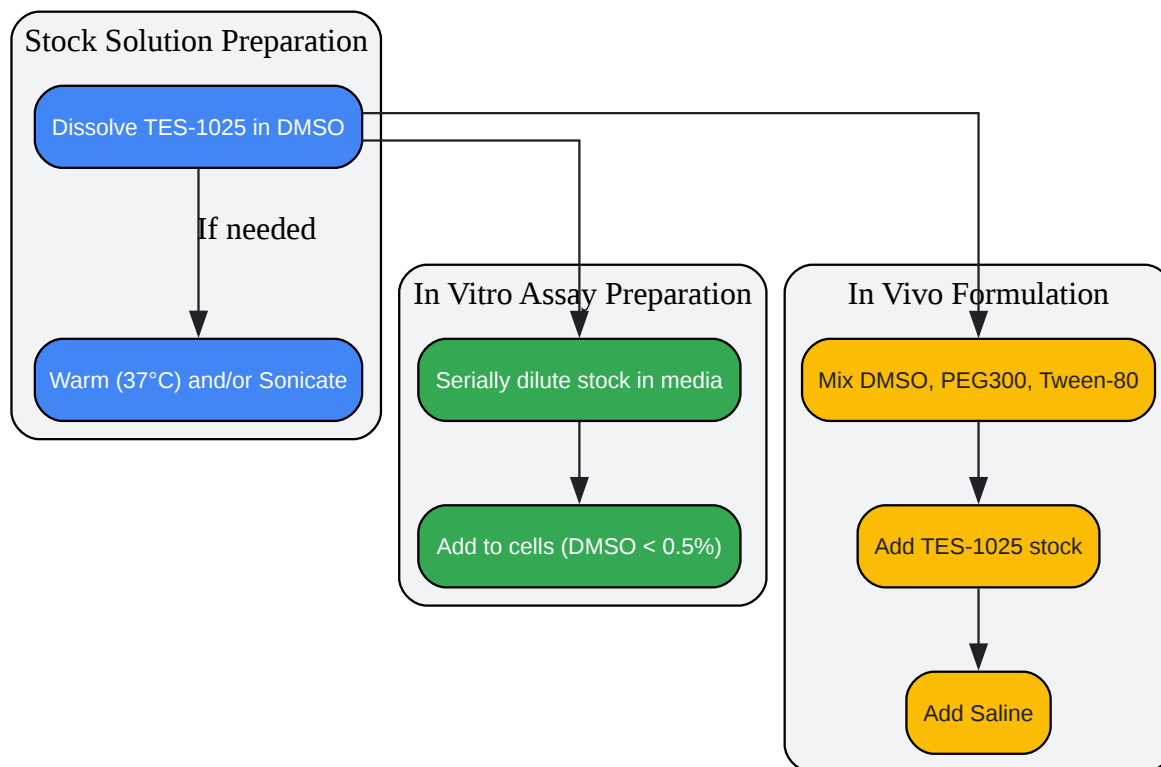 Stock Solution Preparation
Dissolve TES-1025 in DMSO
If needed
Warm (37°C) and/or Sonicate
In Vitro Assay Preparation
Serially dilute stock in media
Add to cells (DMSO < 0.5%)
In Vivo Formulation
Mix DMSO, PEG300, Tween-80
Add TES-1025 stock
Add Saline